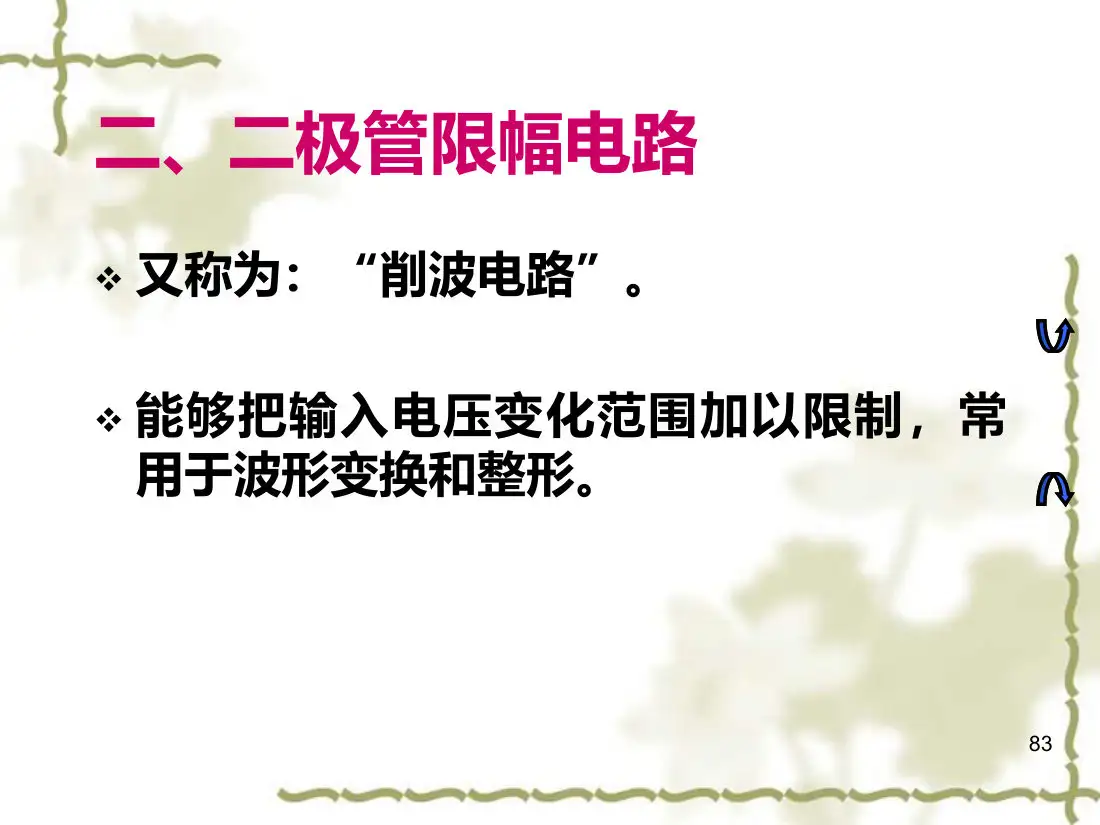 二、二极管限幅电路
❖ 又称为：“削波电路”。
❖ 能够把输入电压变化范围加以限制，常
用于波形变换和整形。
83